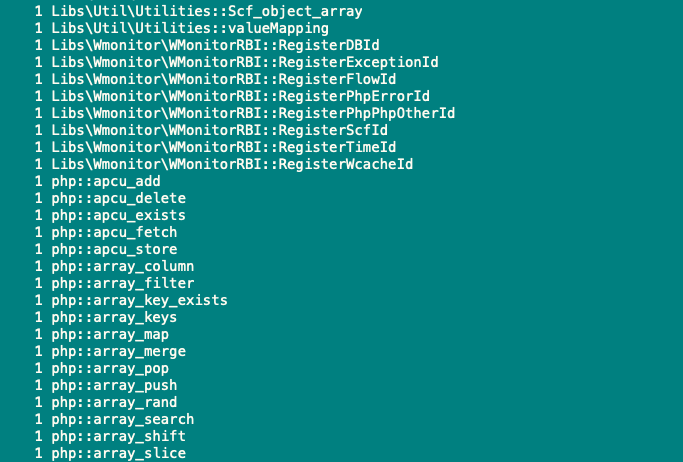 1 Libs\Util\Utilities::Scf_object_array
1 Libs\Util\Utilities::valueMapping
1 Libs\Wmonitor\WMonitorRBI::RegisterDBId
1 Libs\Wmonitor\WMonitorRBI::RegisterExceptionId
1 Libs\Wmonitor\WMonitorRBI::RegisterFlowId
1 Libs\Wmonitor\WMonitorRBI::RegisterPhpErrorId
1 Libs\Wmonitor\WMonitorRBI::RegisterPhpPhpOtherId
1 Libs\Wmonitor\WMonitorRBI::RegisterScfId
1 Libs\Wmonitor\WMonitorRBI::RegisterTimeId
1 Libs\Wmonitor\WMonitorRBI::RegisterWcacheId
1 php::apcu_add
1 php::apcu_delete
1 php::apcu_exists
1 php::apcu_fetch
1 php::apcu_store
1 php::array_column
1 php::array_filter
1 php::array_key_exists
1 php::array_keys
1 php::array_map
1 php::array_merge
1 php::array_pop
1 php::array_push
1 php::array_rand
1 php::array_search
1 php::array_shift
1 php::array_slice